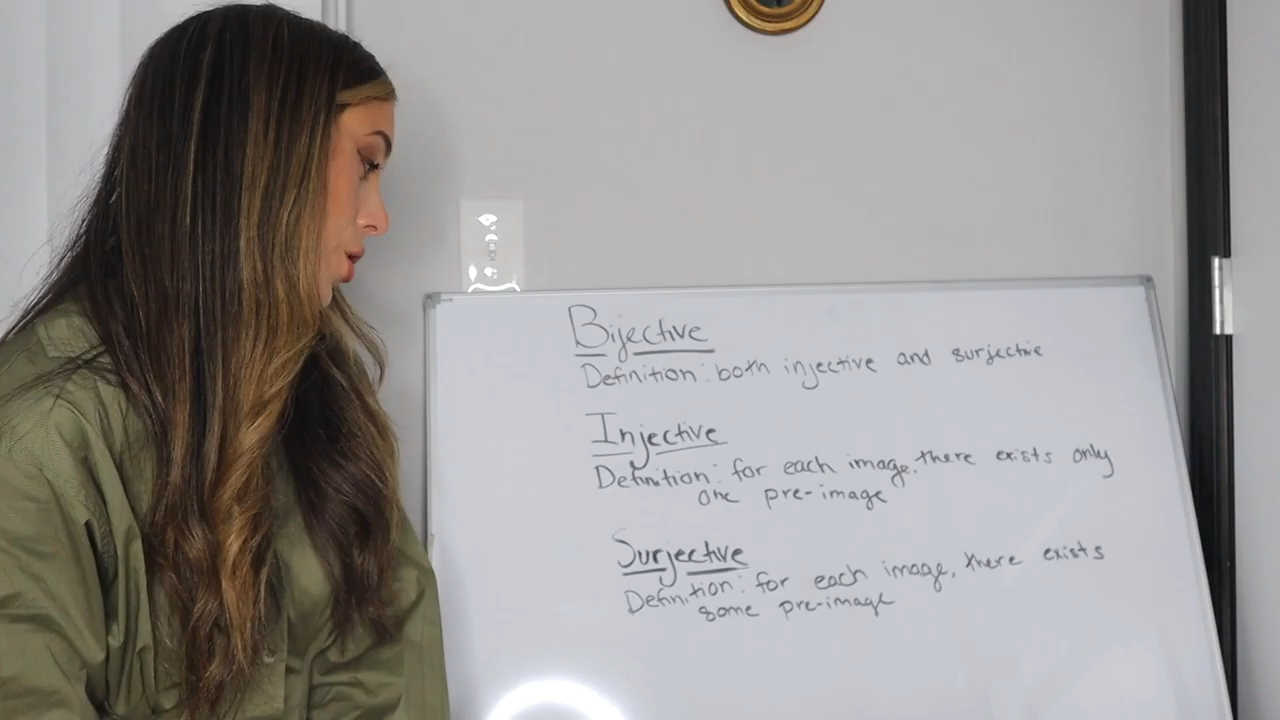 Bijective
Definition: both injective and surjective
Injective
Definition: for each image, there exists only
one pre-image
Surjective
Definition: for each image, there exists
some pre-image